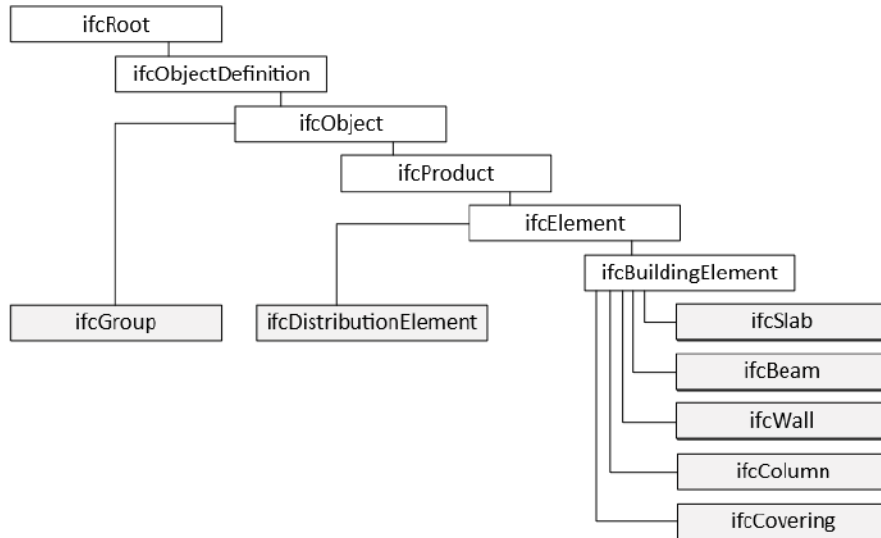 ifcRoot
ifcObjectDefinition
ifcObject
ifcProduct
ifcElement
ifcBuildingElement
ifcGroup
ifcDistributionElement
ifcSlab
ifcBeam
ifcWall
ifcColumn
ifcCovering